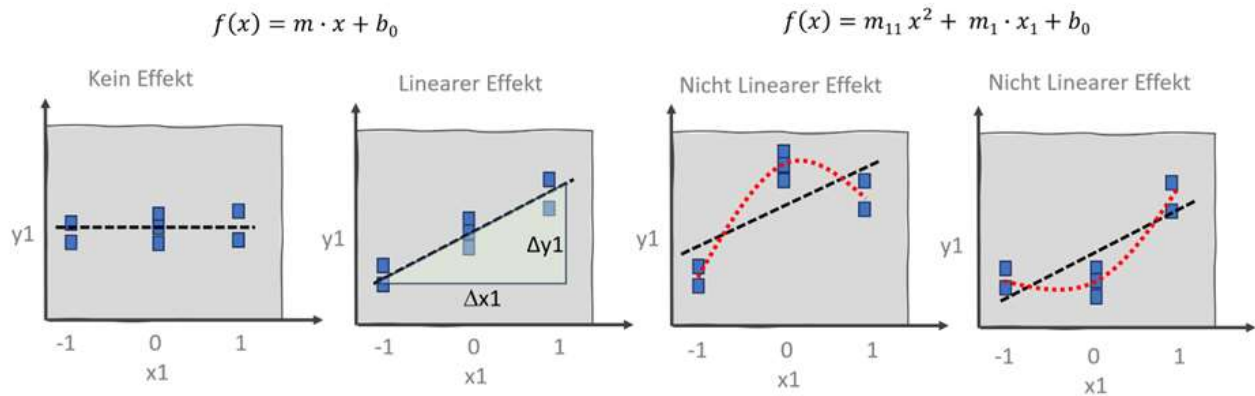 f(x) = m · x + b₀
f(x) = m₁₁ x² + m₁ · x₁ + b₀
Kein Effekt
y1
-1 0 1
x1
Linearer Effekt
y1
Δy1
Δx1
-1 0 1
x1
Nicht Linearer Effekt
y1
-1 0 1
x1
Nicht Linearer Effekt
y1
-1 0 1
x1